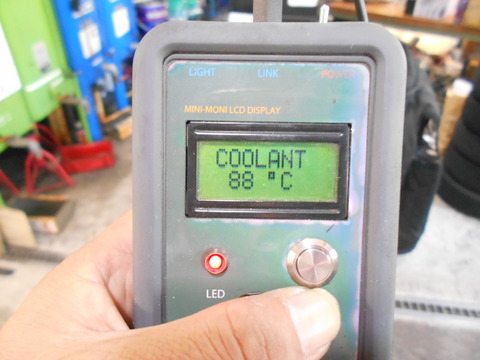 LIGHT LINK POWER
MINI-MONI LCD DISPLAY
COOLANT
88 °C
LED